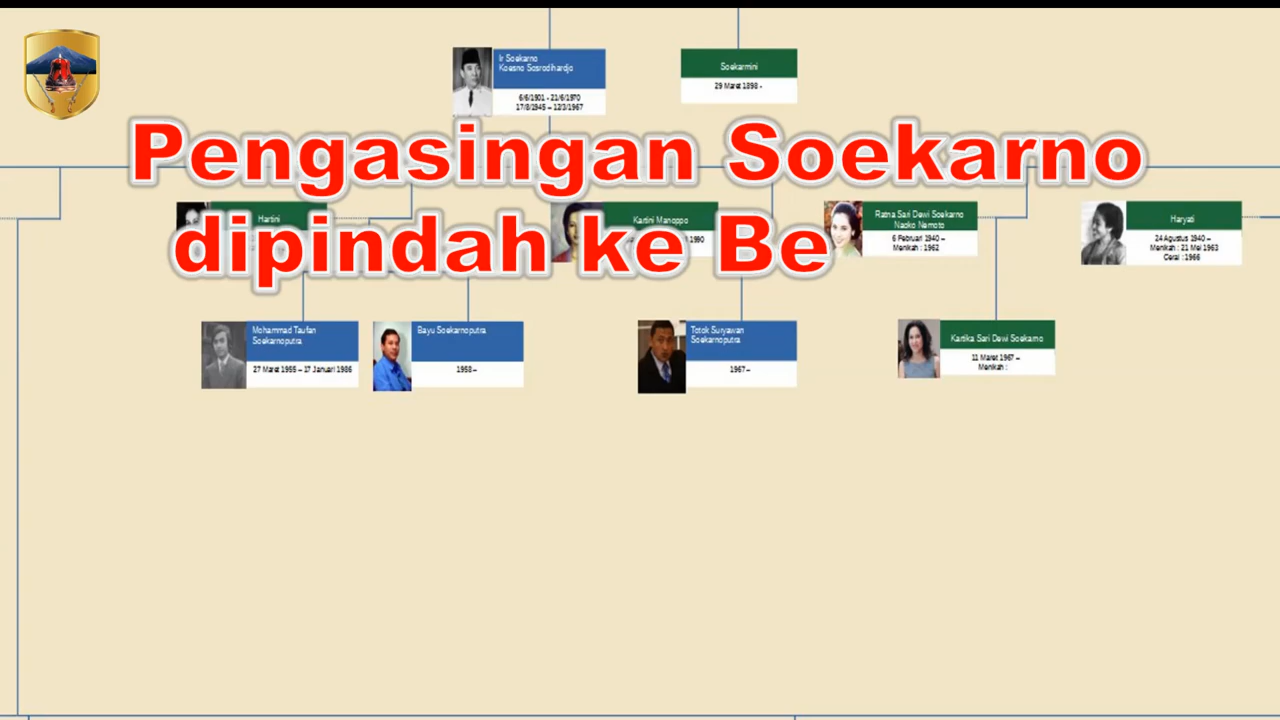 Ir Soekarno
Koesno Sosrodihardjo
6/6/1901 - 21/6/1970
17/8/1945 – 12/3/1967
Soekarmini
29 Maret 1898 -
Pengasingan Soekarno
dipindah ke Be
Hartini
Kartini Manoppo
1990
Ratna Sari Dewi Soekarno
Naoko Nemoto
6 Februari 1940 –
Menikah : 1962
Haryati
24 Agustus 1940 –
Menikah : 21 Mei 1963
Cerai : 1966
Mohammad Taufan
Soekarnoputra
27 Maret 1955 – 17 Januari 1986
Bayu Soekarnoputra
1958 –
Totok Suryawan
Soekarnoputra
1967 –
Kartika Sari Dewi Soekarno
11 Maret 1967 –
Menikah :